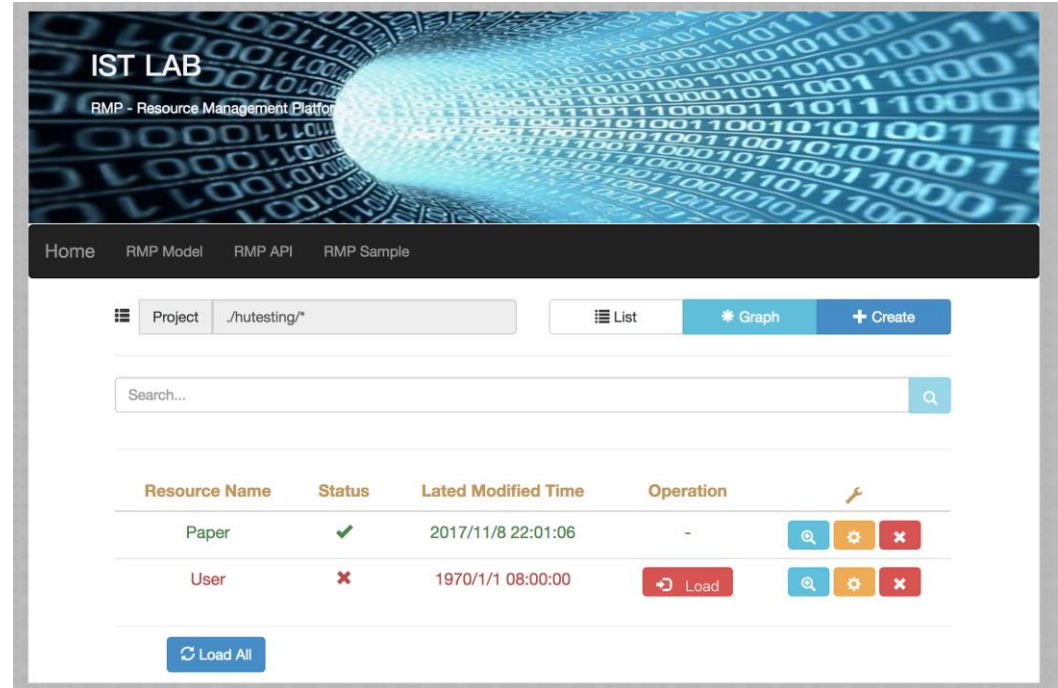 IST LAB
RMP - Resource Management Platfor
Home RMP Model RMP API RMP Sample
Project ./hutesting/* List Graph Create
Search...
Resource Name Status Lated Modified Time Operation
Paper 2017/11/8 22:01:06 -
User 1970/1/1 08:00:00 Load
Load All